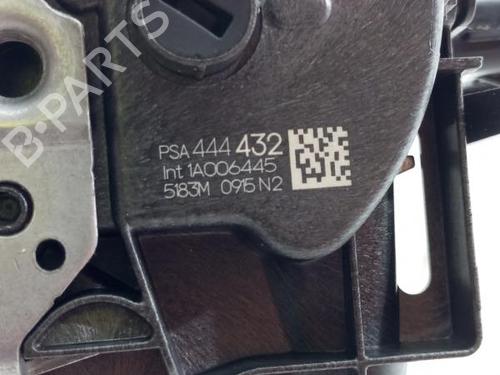 B-PARTS
PSA 444 432
Int 1A006445
5183M 0915 N2